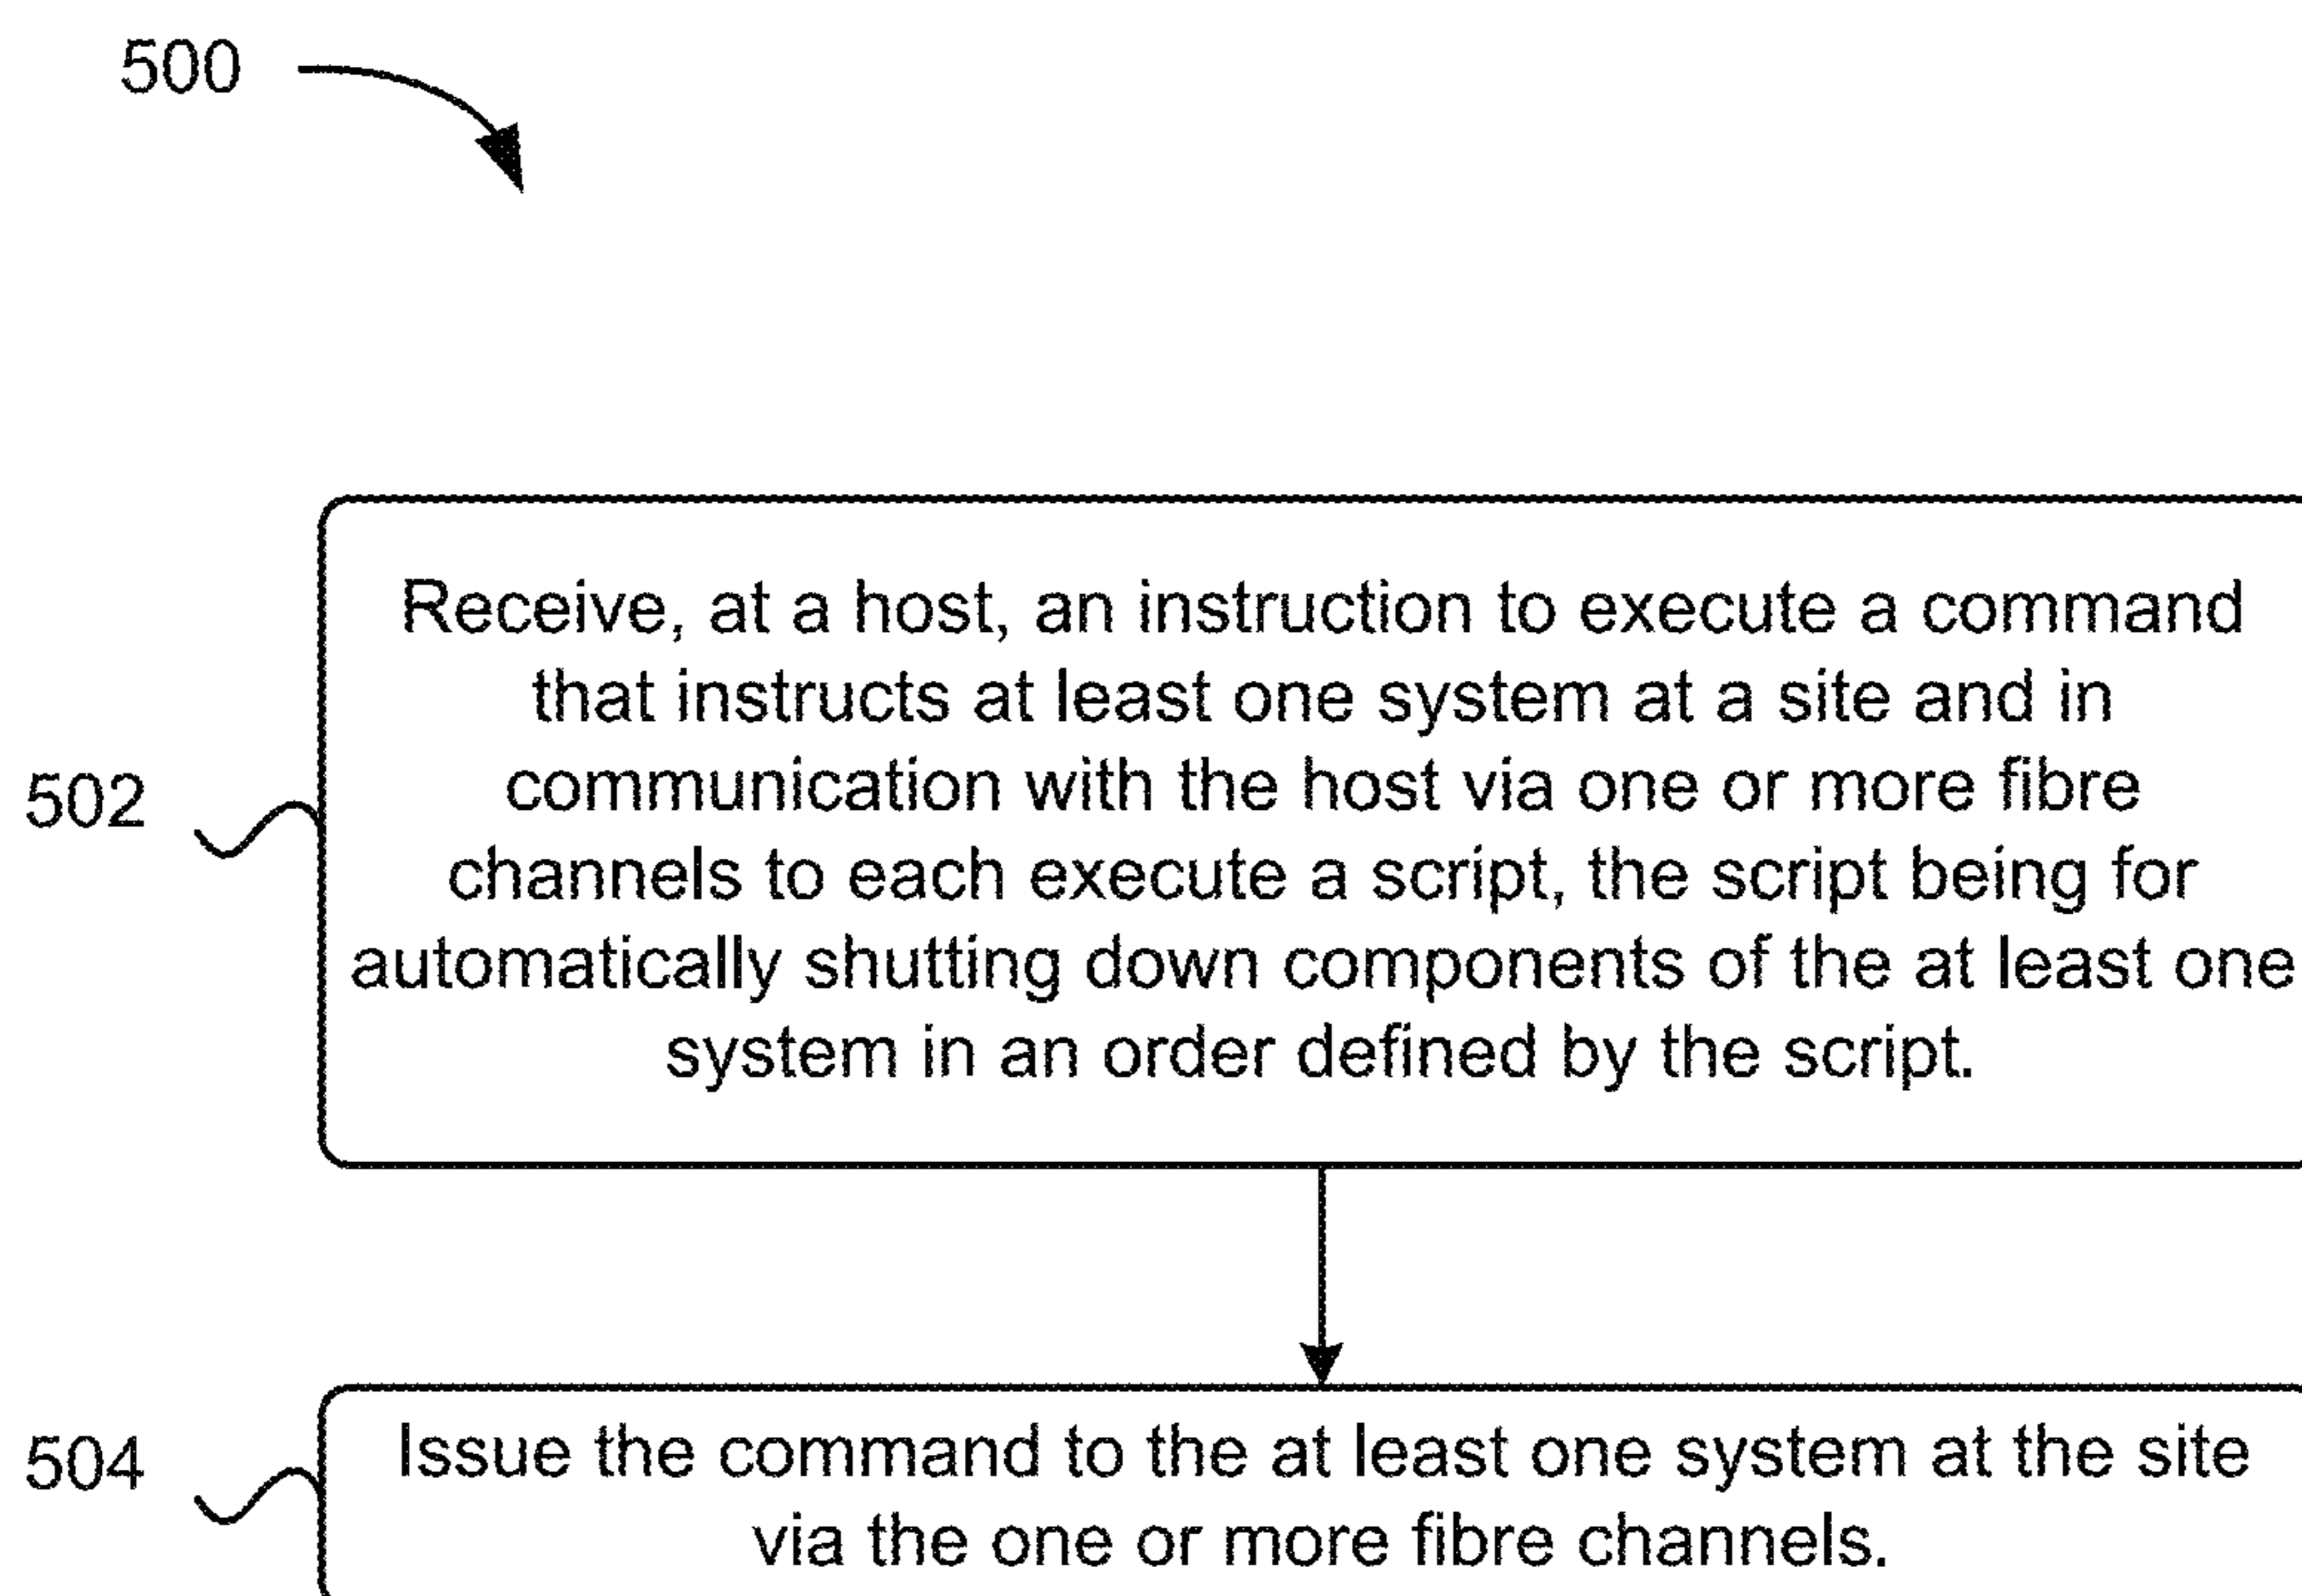 500
502
Receive, at a host, an instruction to execute a command
that instructs at least one system at a site and in
communication with the host via one or more fibre
channels to each execute a script, the script being for
automatically shutting down components of the at least one
system in an order defined by the script.
504
Issue the command to the at least one system at the site
via the one or more fibre channels.